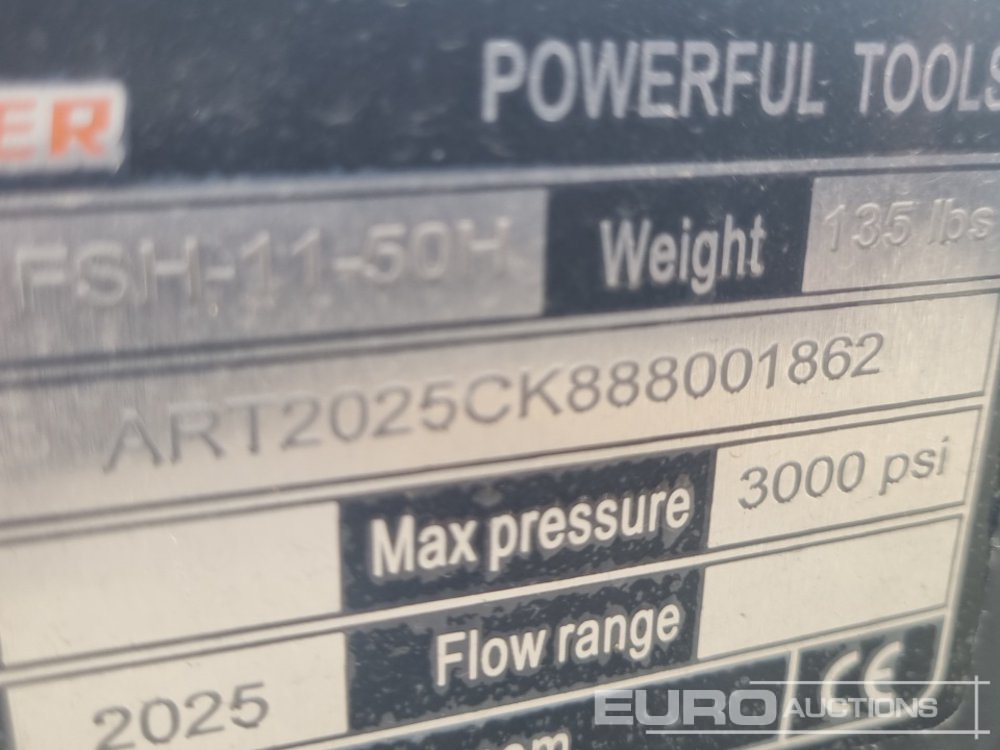 ER POWERFUL TOOLS
FSH-11-50H Weight 135 lbs
ART2025CK888001862
Max pressure 3000 psi
Flow range
2025 CE
om
EURO AUCTIONS